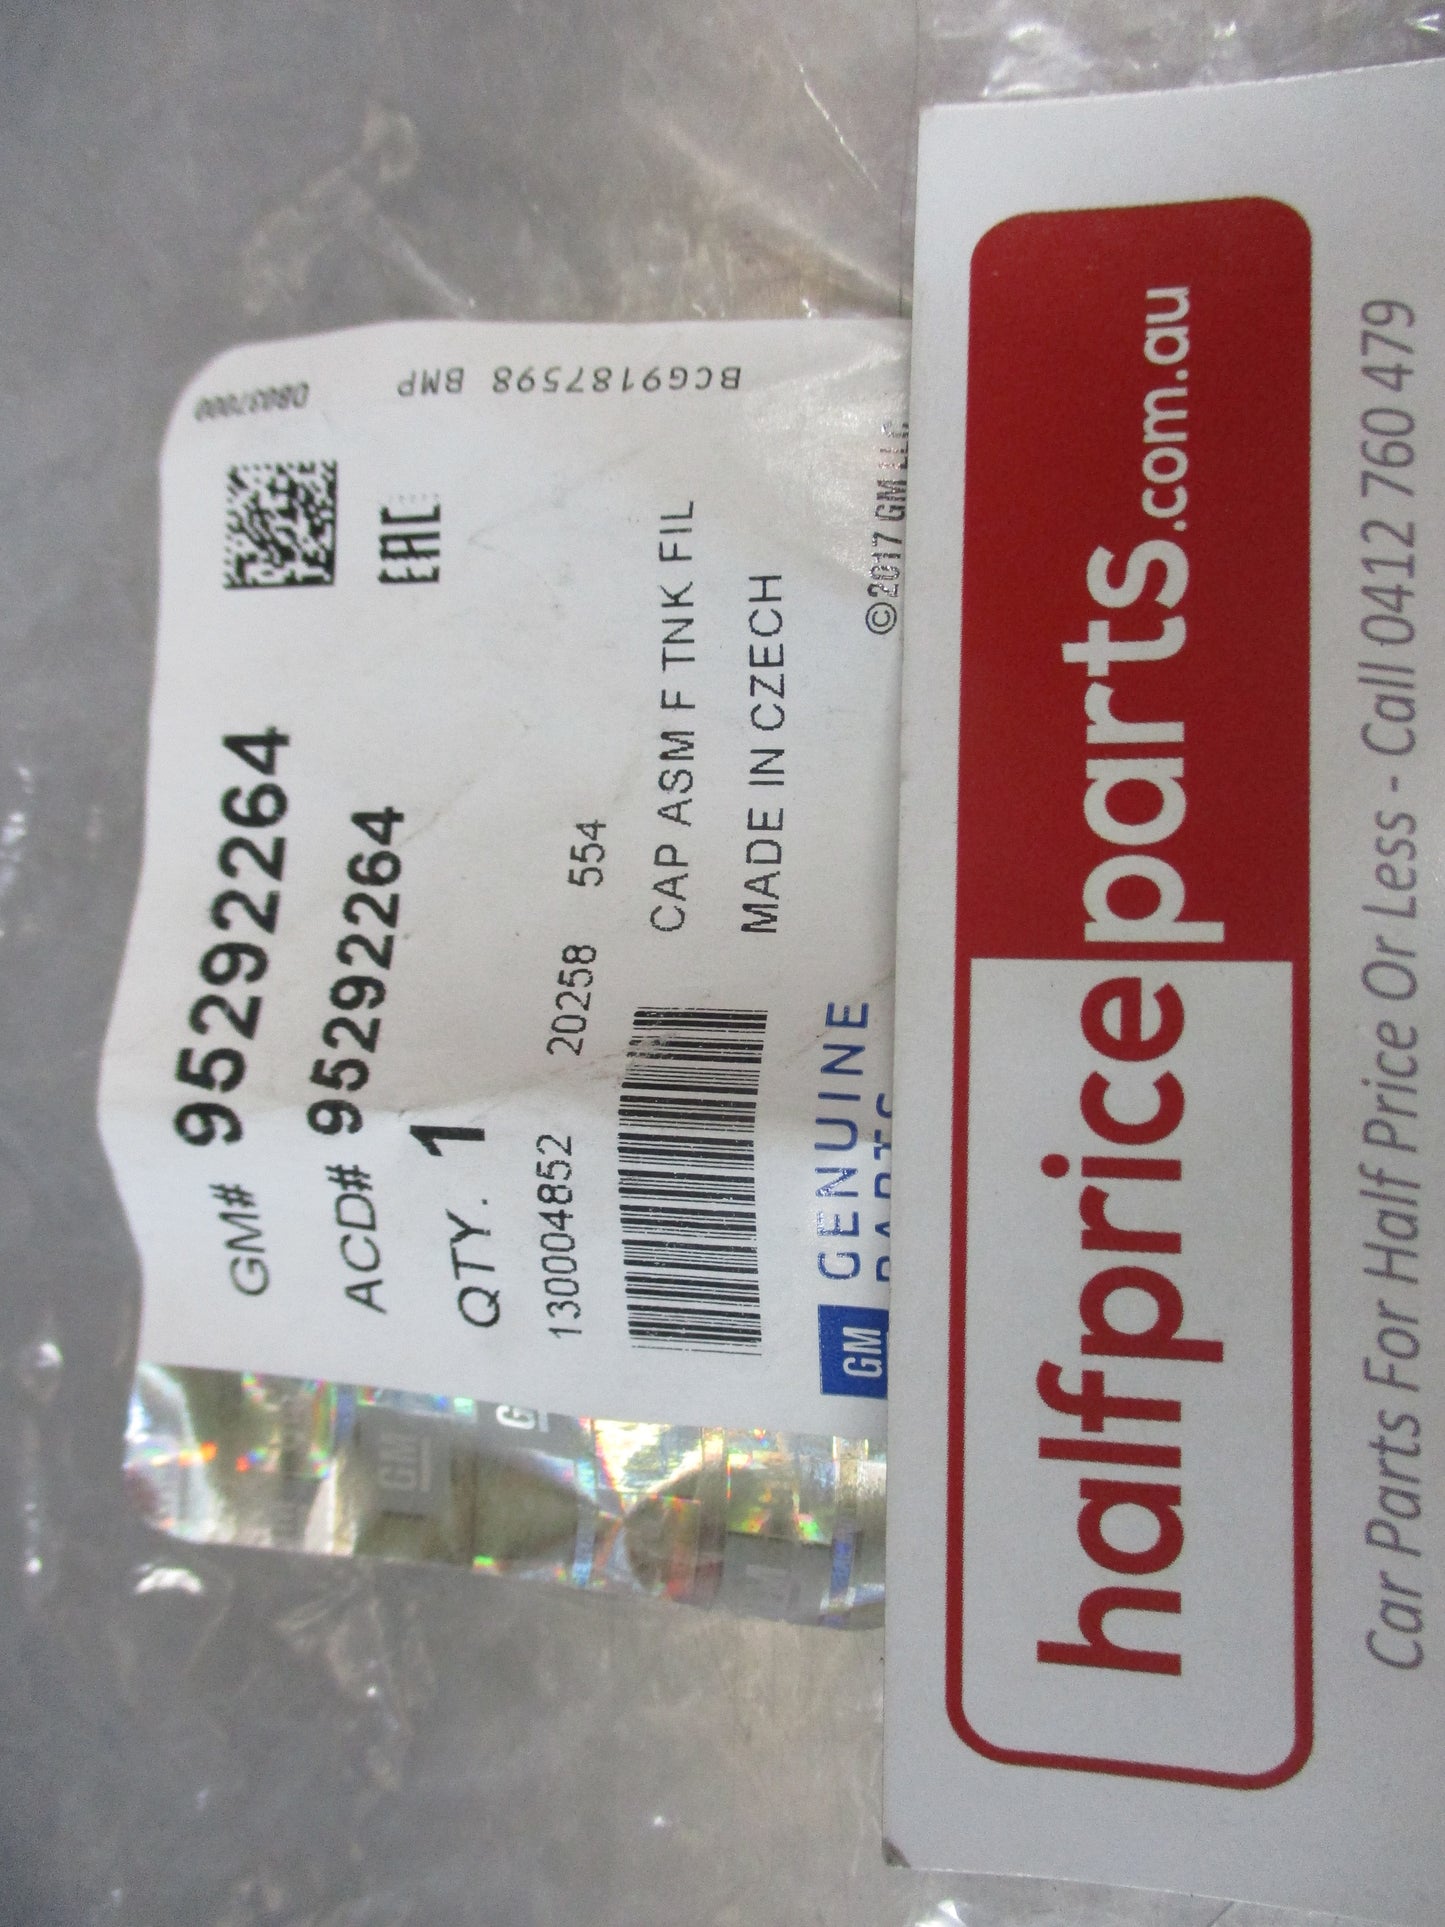 GM# 95292264
ACD# 95292264
QTY. 1
130004852 20258 554
EAC
CAP ASM F TNK FIL
MADE IN CZECH
BCG9187598 BMP
GM GENUINE
PARTS
©2017 GM LLC
GM
halfpriceparts.com.au
Car Parts For Half Price Or Less - Call 0412 760 479